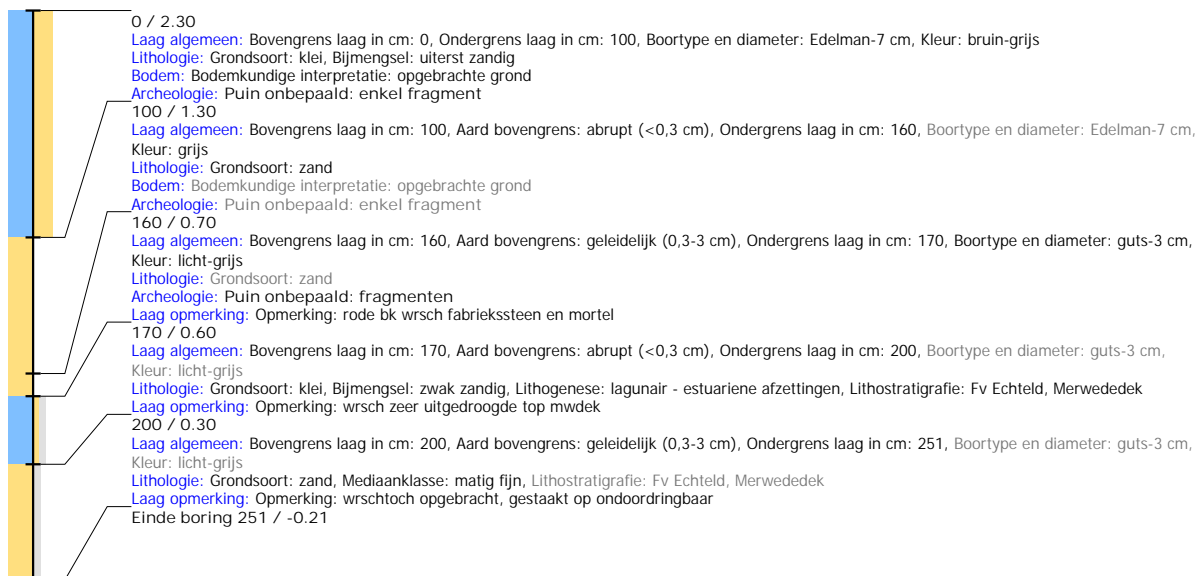 0 / 2.30
Laag algemeen: Bovengrens laag in cm: 0, Ondergrens laag in cm: 100, Boortype en diameter: Edelman-7 cm, Kleur: bruin-grijs
Lithologie: Grondsoort: klei, Bijmengsel: uiterst zandig
Bodem: Bodemkundige interpretatie: opgebrachte grond
Archeologie: Puin onbepaald: enkel fragment
100 / 1.30
Laag algemeen: Bovengrens laag in cm: 100, Aard bovengrens: abrupt (<0,3 cm), Ondergrens laag in cm: 160, Boortype en diameter: Edelman-7 cm,
Kleur: grijs
Lithologie: Grondsoort: zand
Bodem: Bodemkundige interpretatie: opgebrachte grond
Archeologie: Puin onbepaald: enkel fragment
160 / 0.70
Laag algemeen: Bovengrens laag in cm: 160, Aard bovengrens: geleidelijk (0,3-3 cm), Ondergrens laag in cm: 170, Boortype en diameter: guts-3 cm,
Kleur: licht-grijs
Lithologie: Grondsoort: zand
Archeologie: Puin onbepaald: fragmenten
Laag opmerking: Opmerking: rode bk wrsch fabriekssteen en mortel
170 / 0.60
Laag algemeen: Bovengrens laag in cm: 170, Aard bovengrens: abrupt (<0,3 cm), Ondergrens laag in cm: 200, Boortype en diameter: guts-3 cm,
Kleur: licht-grijs
Lithologie: Grondsoort: klei, Bijmengsel: zwak zandig, Lithogenese: lagunair - estuariene afzettingen, Lithostratigrafie: Fv Echteld, Merwededek
Laag opmerking: Opmerking: wrsch zeer uitgedroogde top mwdek
200 / 0.30
Laag algemeen: Bovengrens laag in cm: 200, Aard bovengrens: geleidelijk (0,3-3 cm), Ondergrens laag in cm: 251, Boortype en diameter: guts-3 cm,
Kleur: licht-grijs
Lithologie: Grondsoort: zand, Mediaanklasse: matig fijn, Lithostratigrafie: Fv Echteld, Merwededek
Laag opmerking: Opmerking: wrschtoch opgebracht, gestaakt op ondoordringbaar
Einde boring 251 / -0.21